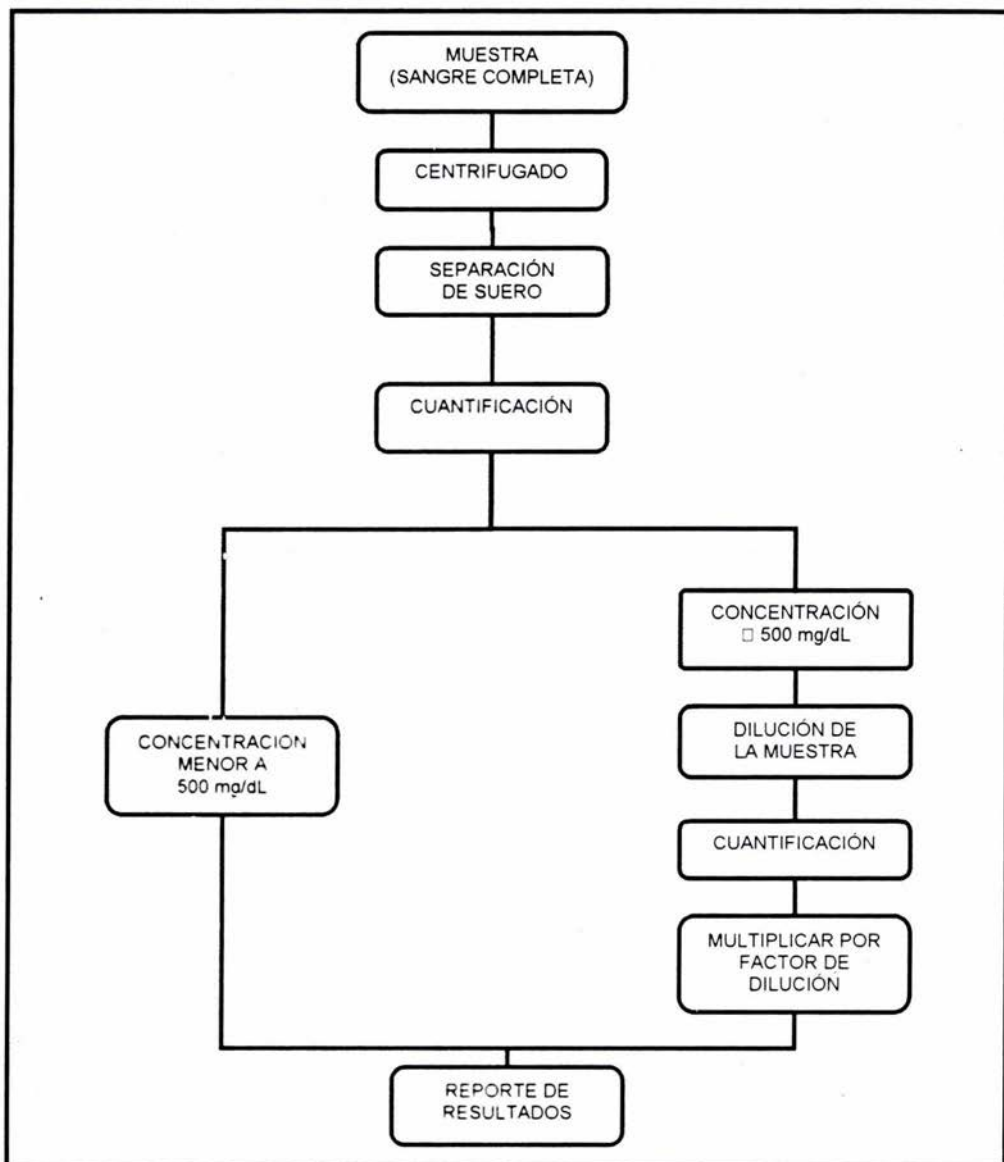 MUESTRA
(SANGRE COMPLETA)
CENTRIFUGADO
SEPARACIÓN
DE SUERO
CUANTIFICACIÓN
CONCENTRACION
MENOR A
500 mg/dL
CONCENTRACIÓN
□ 500 mg/dL
DILUCIÓN DE
LA MUESTRA
CUANTIFICACIÓN
MULTIPLICAR POR
FACTOR DE
DILUCIÓN
REPORTE DE
RESULTADOS